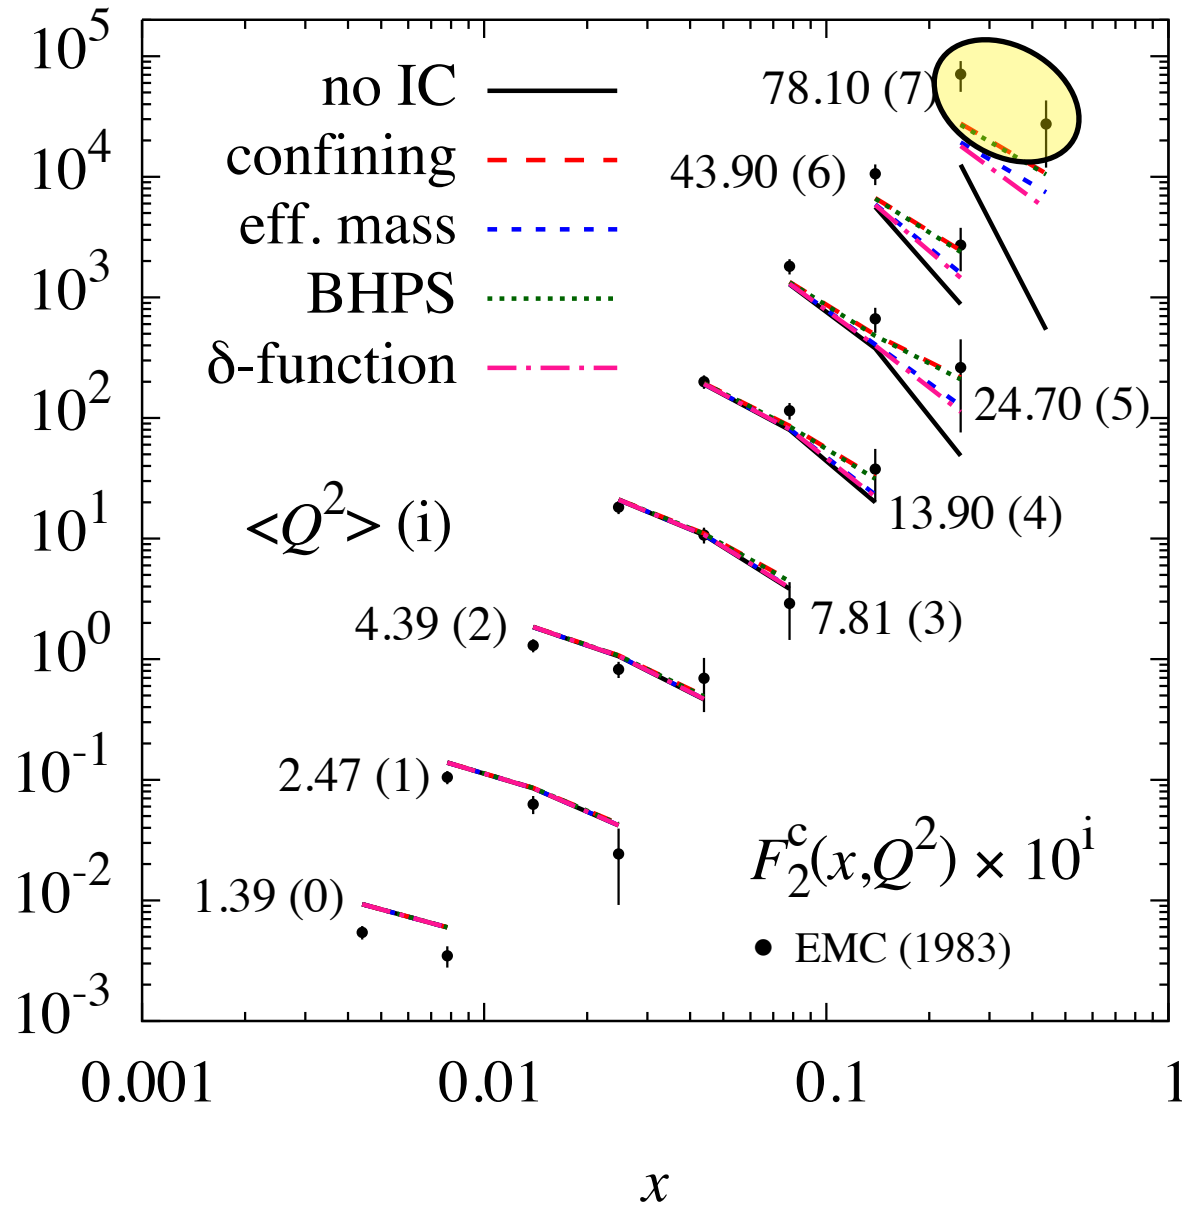 10^5
10^4
10^3
10^2
10^1
10^0
10^-1
10^-2
10^-3
no IC
confining
eff. mass
BHPS
δ-function
78.10 (7)
43.90 (6)
24.70 (5)
13.90 (4)
<Q^2> (i)
7.81 (3)
4.39 (2)
2.47 (1)
1.39 (0)
F_2^c(x,Q^2) × 10^i
EMC (1983)
0.001 0.01 0.1 1
x